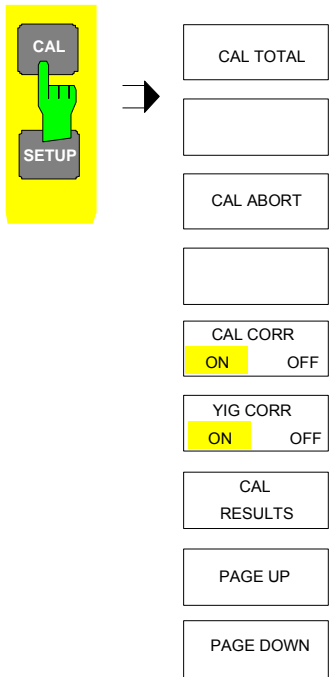 CAL
SETUP
CAL TOTAL
CAL ABORT
CAL CORR
ON OFF
YIG CORR
ON OFF
CAL
RESULTS
PAGE UP
PAGE DOWN